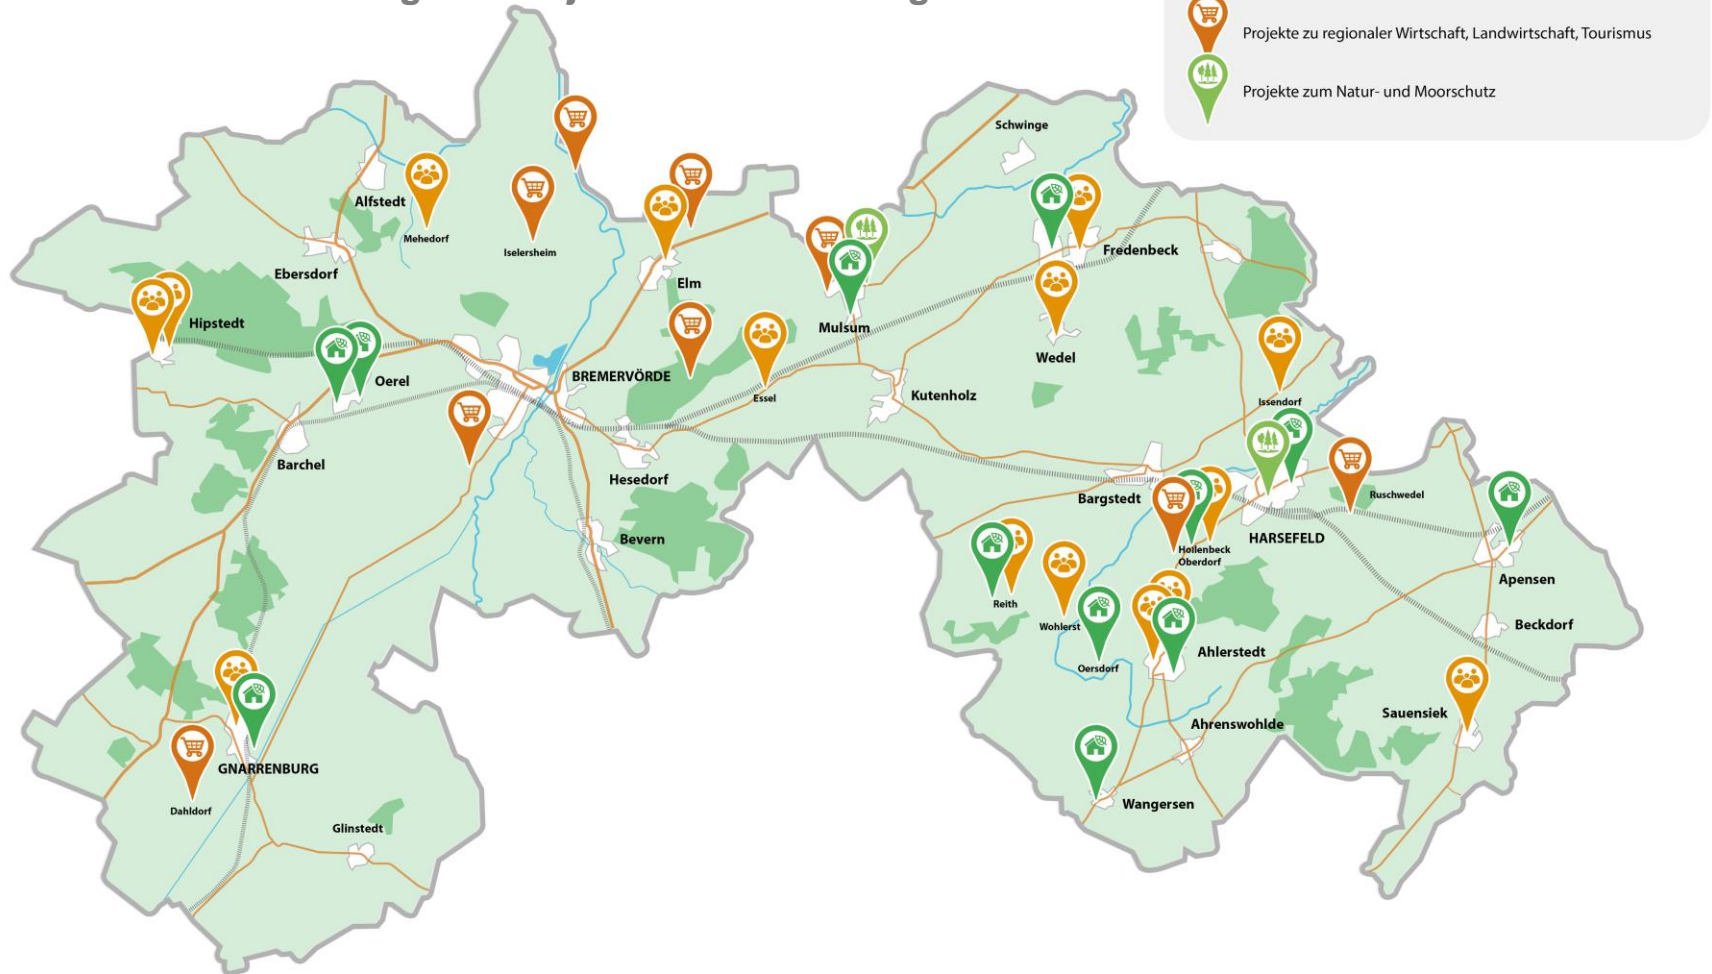 Projekte zu regionaler Wirtschaft, Landwirtschaft, Tourismus
Projekte zum Natur- und Moorschutz
Schwinge
Alfstedt
Mehedorf
Iselersheim
Fredenbeck
Ebersdorf
Elm
Hipstedt
Mulsum
Wedel
Oerel
BREMERVÖRDE
Essel
Kutenholz
Issendorf
Barchel
Hesedorf
Bargstedt
Ruschwedel
HARSEFELD
Bevern
Hollenbeck
Oberdorf
Apensen
Reith
Wohlerst
Beckdorf
Oersdorf
Ahlerstedt
Sauensiek
Ahrenswohlde
GNARRENBURG
Wangersen
Dahldorf
Glinstedt